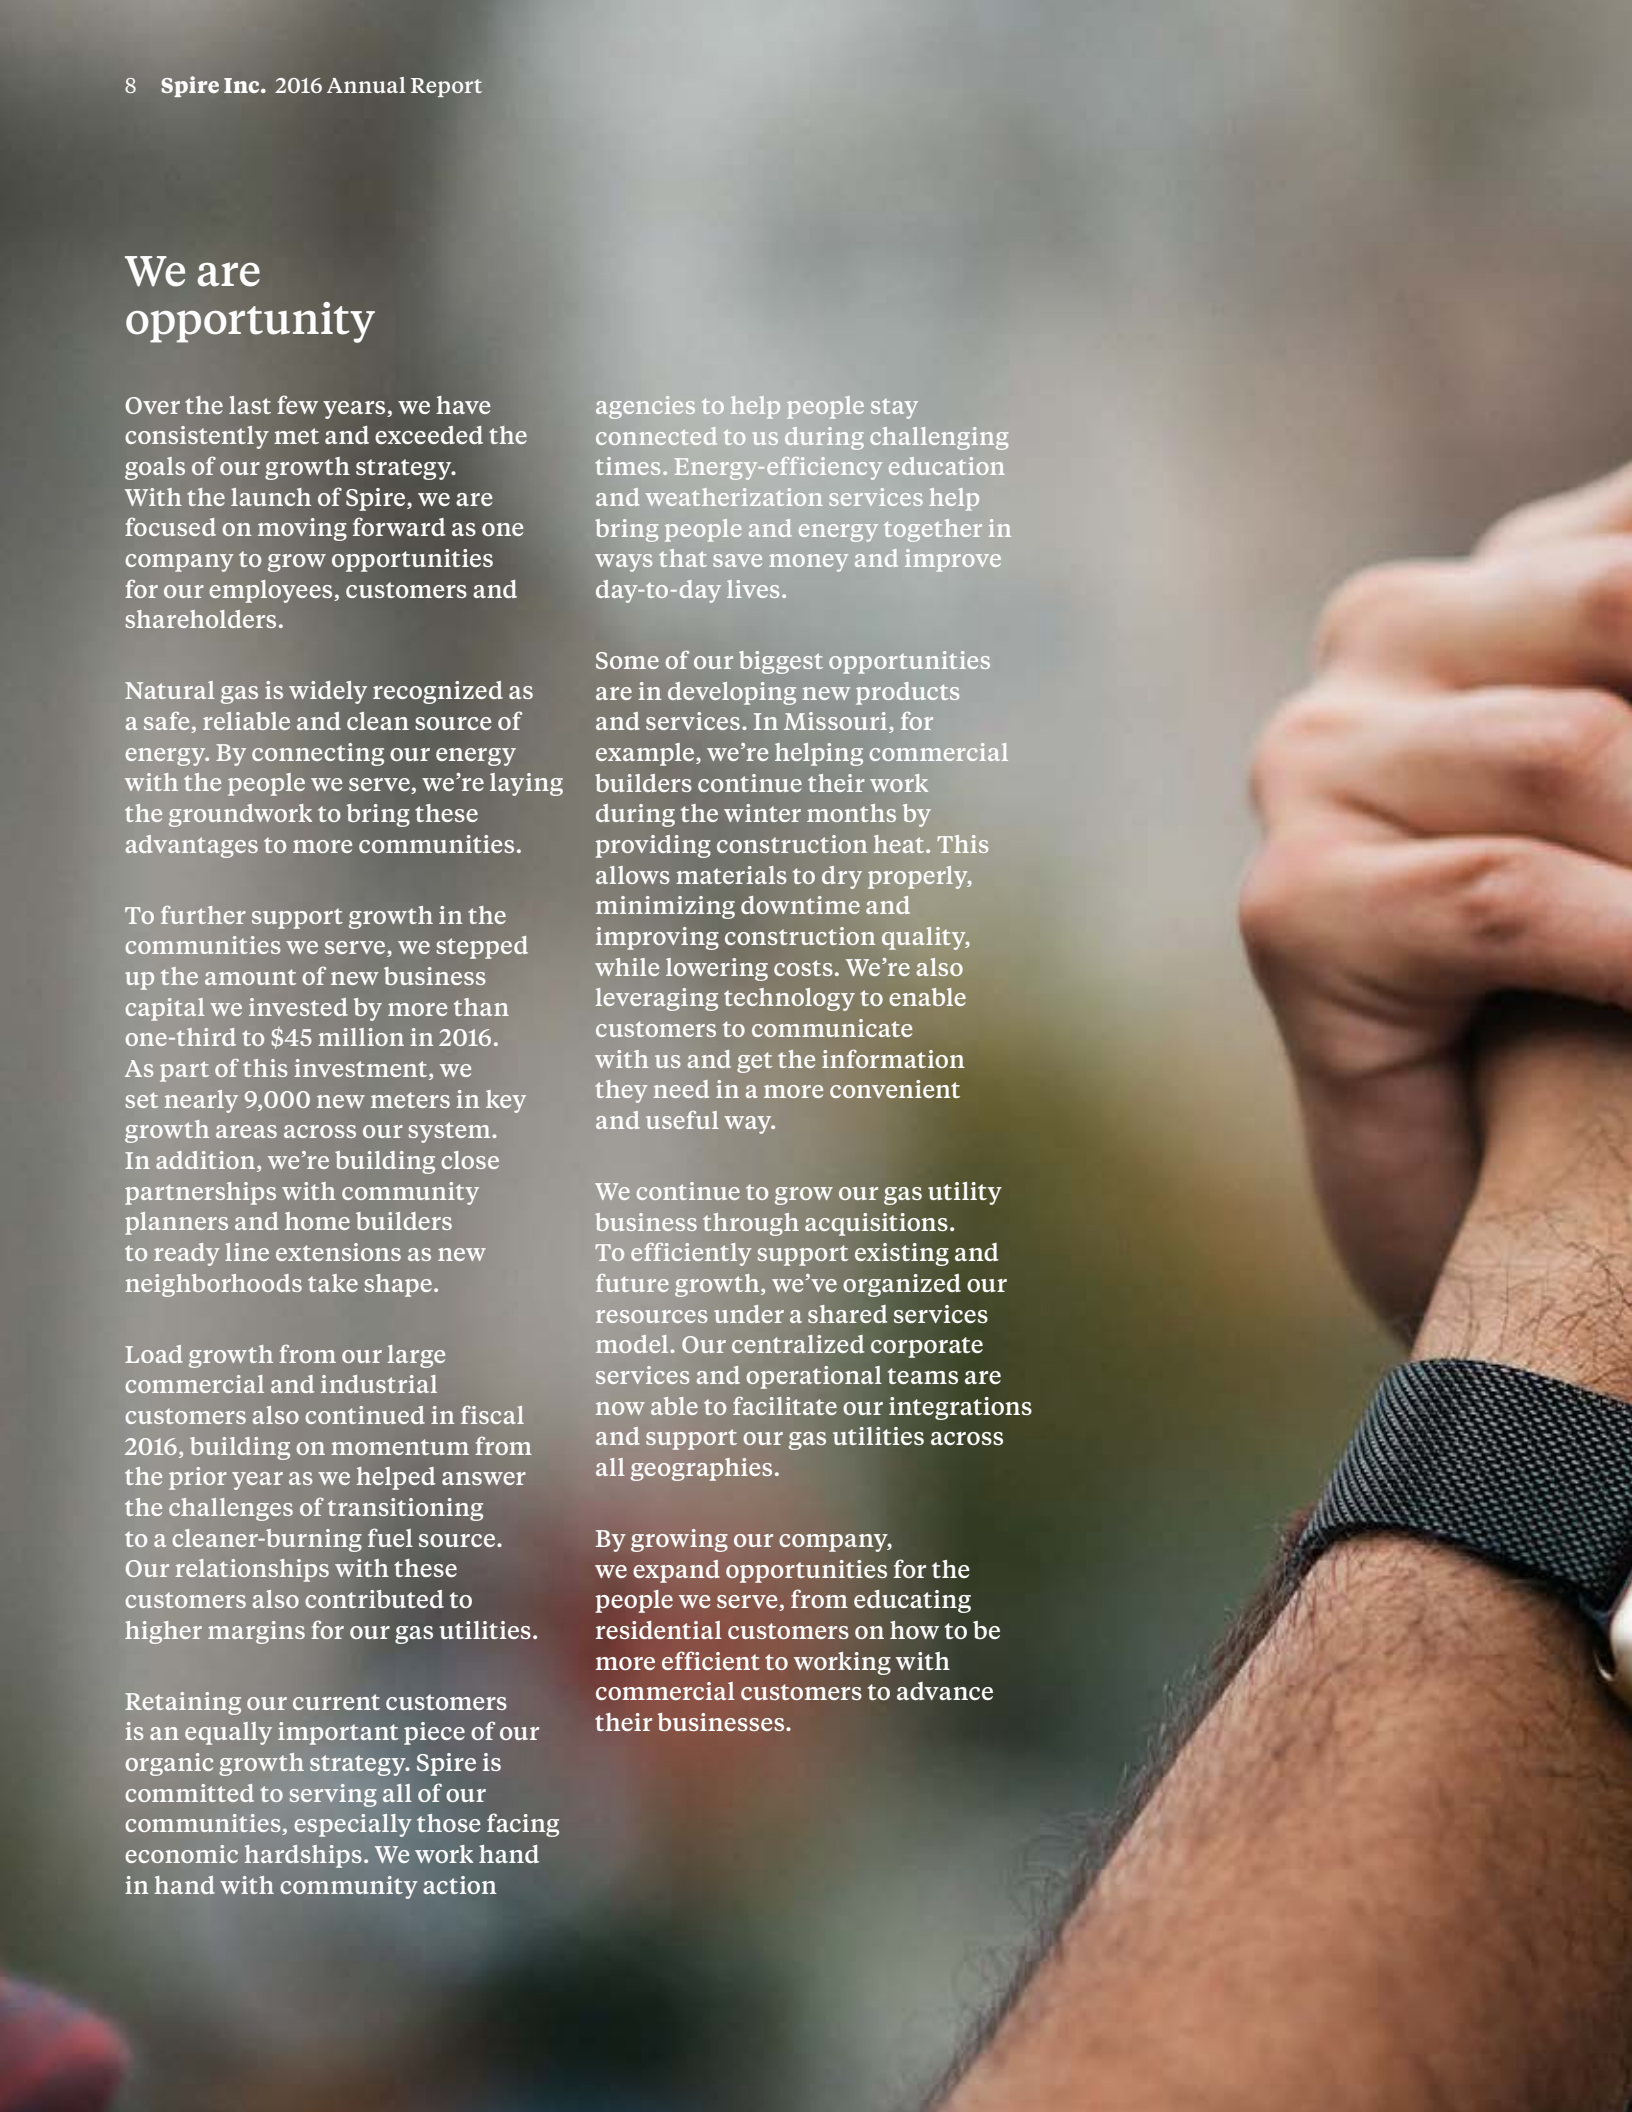 8 Spire Inc. 2016 Annual Report
We are
opportunity
Over the last few years, we have
consistently met and exceeded the
goals of our growth strategy.
With the launch of Spire, we are
focused on moving forward as one
company to grow opportunities
for our employees, customers and
shareholders.
Natural gas is widely recognized as
a safe, reliable and clean source of
energy. By connecting our energy
with the people we serve, we're laying
the groundwork to bring these
advantages to more communities.
To further support growth in the
communities we serve, we stepped
up the amount of new business
capital we invested by more than
one-third to $45 million in 2016.
As part of this investment, we
set nearly 9,000 new meters in key
growth areas across our system.
In addition, we're building close
partnerships with community
planners and home builders
to ready line extensions as new
neighborhoods take shape.
Load growth from our large
commercial and industrial
customers also continued in fiscal
2016, building on momentum from
the prior year as we helped answer
the challenges of transitioning
to a cleaner-burning fuel source.
Our relationships with these
customers also contributed to
higher margins for our gas utilities.
Retaining our current customers
is an equally important piece of our
organic growth strategy. Spire is
committed to serving all of our
communities, especially those facing
economic hardships. We work hand
in hand with community action
agencies to help people stay
connected to us during challenging
times. Energy-efficiency education
and weatherization services help
bring people and energy together in
ways that save money and improve
day-to-day lives.
Some of our biggest opportunities
are in developing new products
and services. In Missouri, for
example, we're helping commercial
builders continue their work
during the winter months by
providing construction heat. This
allows materials to dry properly,
minimizing downtime and
improving construction quality,
while lowering costs. We're also
leveraging technology to enable
customers to communicate
with us and get the information
they need in a more convenient
and useful way.
We continue to grow our gas utility
business through acquisitions.
To efficiently support existing and
future growth, we've organized our
resources under a shared services
model. Our centralized corporate
services and operational teams are
now able to facilitate our integrations
and support our gas utilities across
all geographies.
By growing our company,
we expand opportunities for the
people we serve, from educating
residential customers on how to be
more efficient to working with
commercial customers to advance
their businesses.